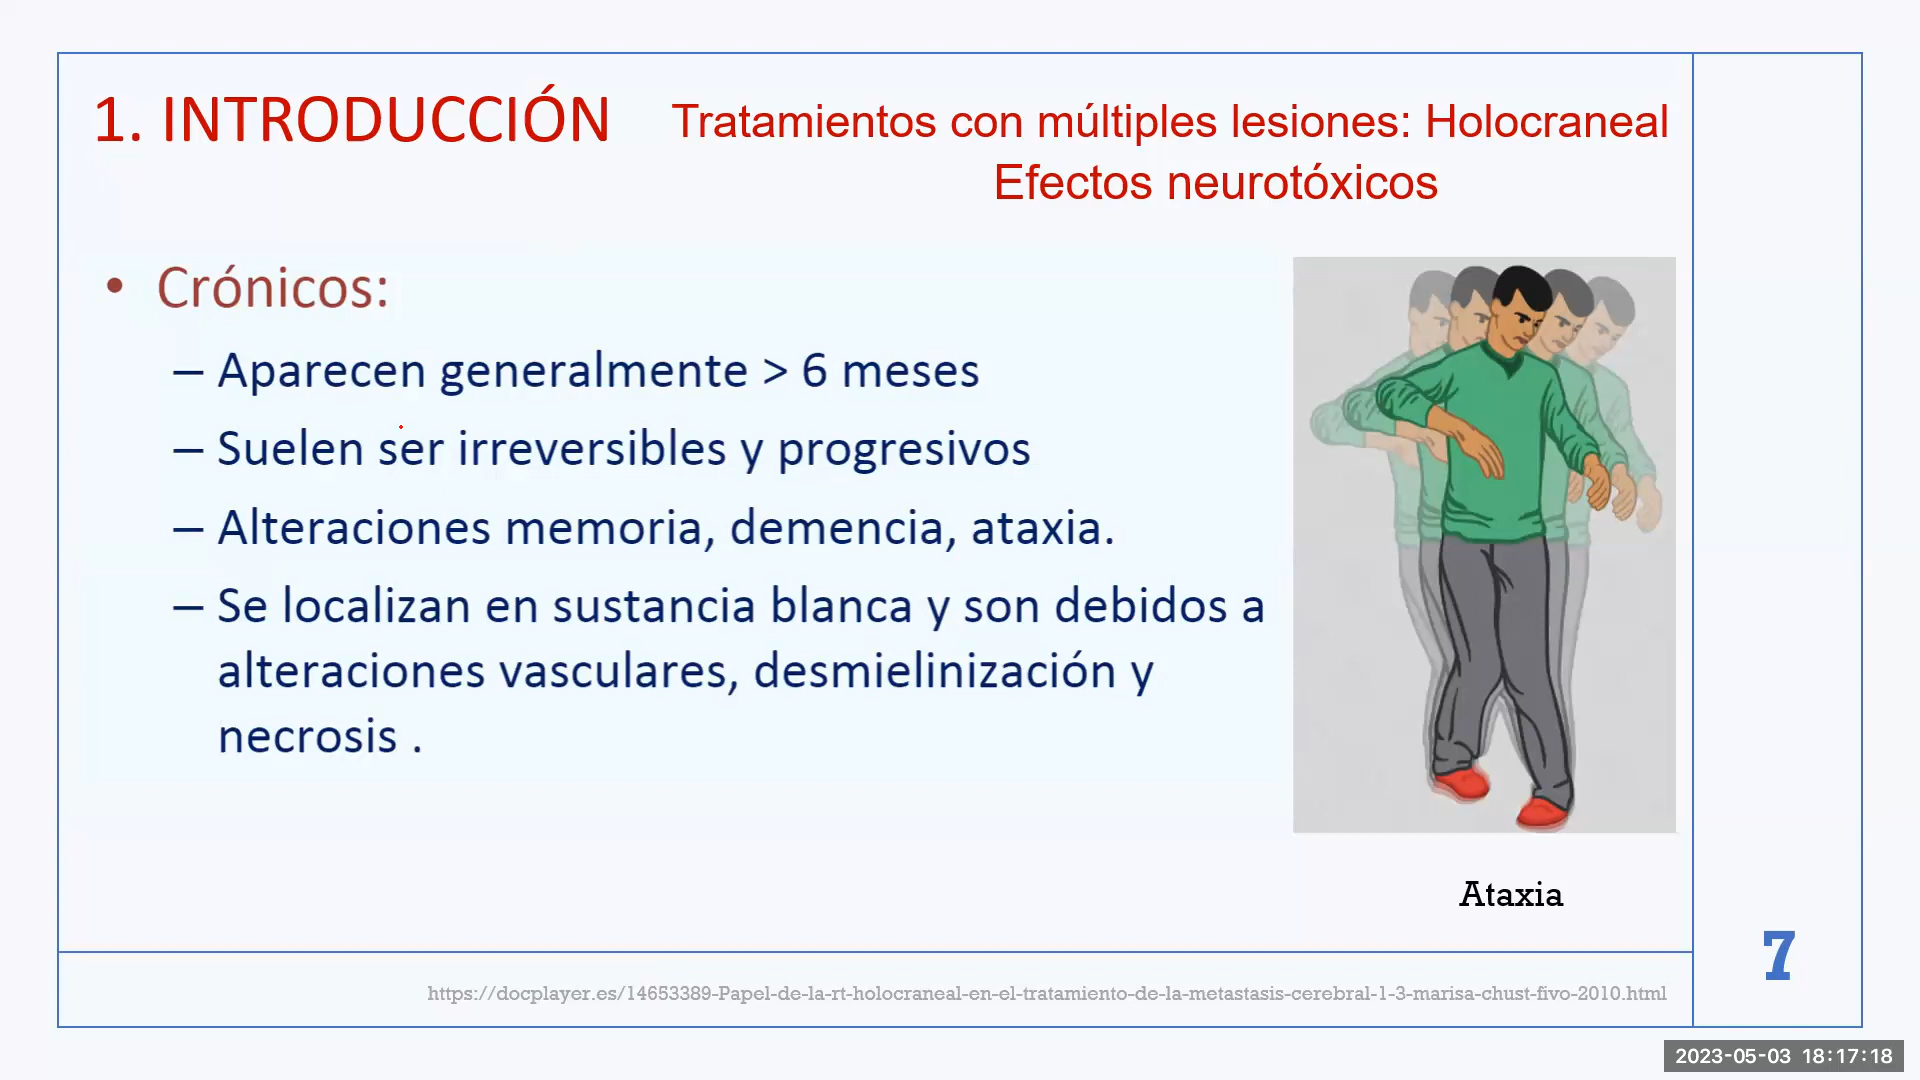 1. INTRODUCCIÓN
Tratamientos con múltiples lesiones: Holocraneal
Efectos neurotóxicos
• Crónicos:
– Aparecen generalmente > 6 meses
– Suelen ser irreversibles y progresivos
– Alteraciones memoria, demencia, ataxia.
– Se localizan en sustancia blanca y son debidos a
alteraciones vasculares, desmielinización y
necrosis .
Ataxia
7
https://docplayer.es/14653389-Papel-de-la-rt-holocraneal-en-el-tratamiento-de-la-metastasis-cerebral-1-3-marisa-chust-fivo-2010.html
2023-05-03 18:17:18